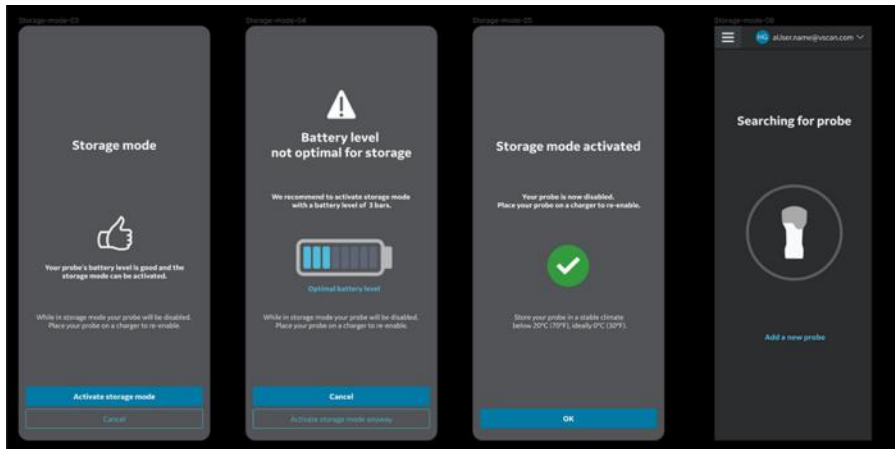 Storage-mode-03
Storage mode
Your probe's battery level is good and the
storage mode can be activated.
While in storage mode your probe will be disabled.
Place your probe on a charger to re-enable.
Activate storage mode
Cancel
Storage-mode-04
Battery level
not optimal for storage
We recommend to activate storage mode
with a battery level of 3 bars.
Optimal battery level
While in storage mode your probe will be disabled.
Place your probe on a charger to re-enable.
Cancel
Activate storage mode anyway
Storage-mode-05
Storage mode activated
Your probe is now disabled.
Place your probe on a charger to re-enable.
Store your probe in a stable climate
below 20°C (70°F), ideally 0°C (30°F).
OK
Storage-mode-08
HG aUser.name@vscan.com
Searching for probe
Add a new probe